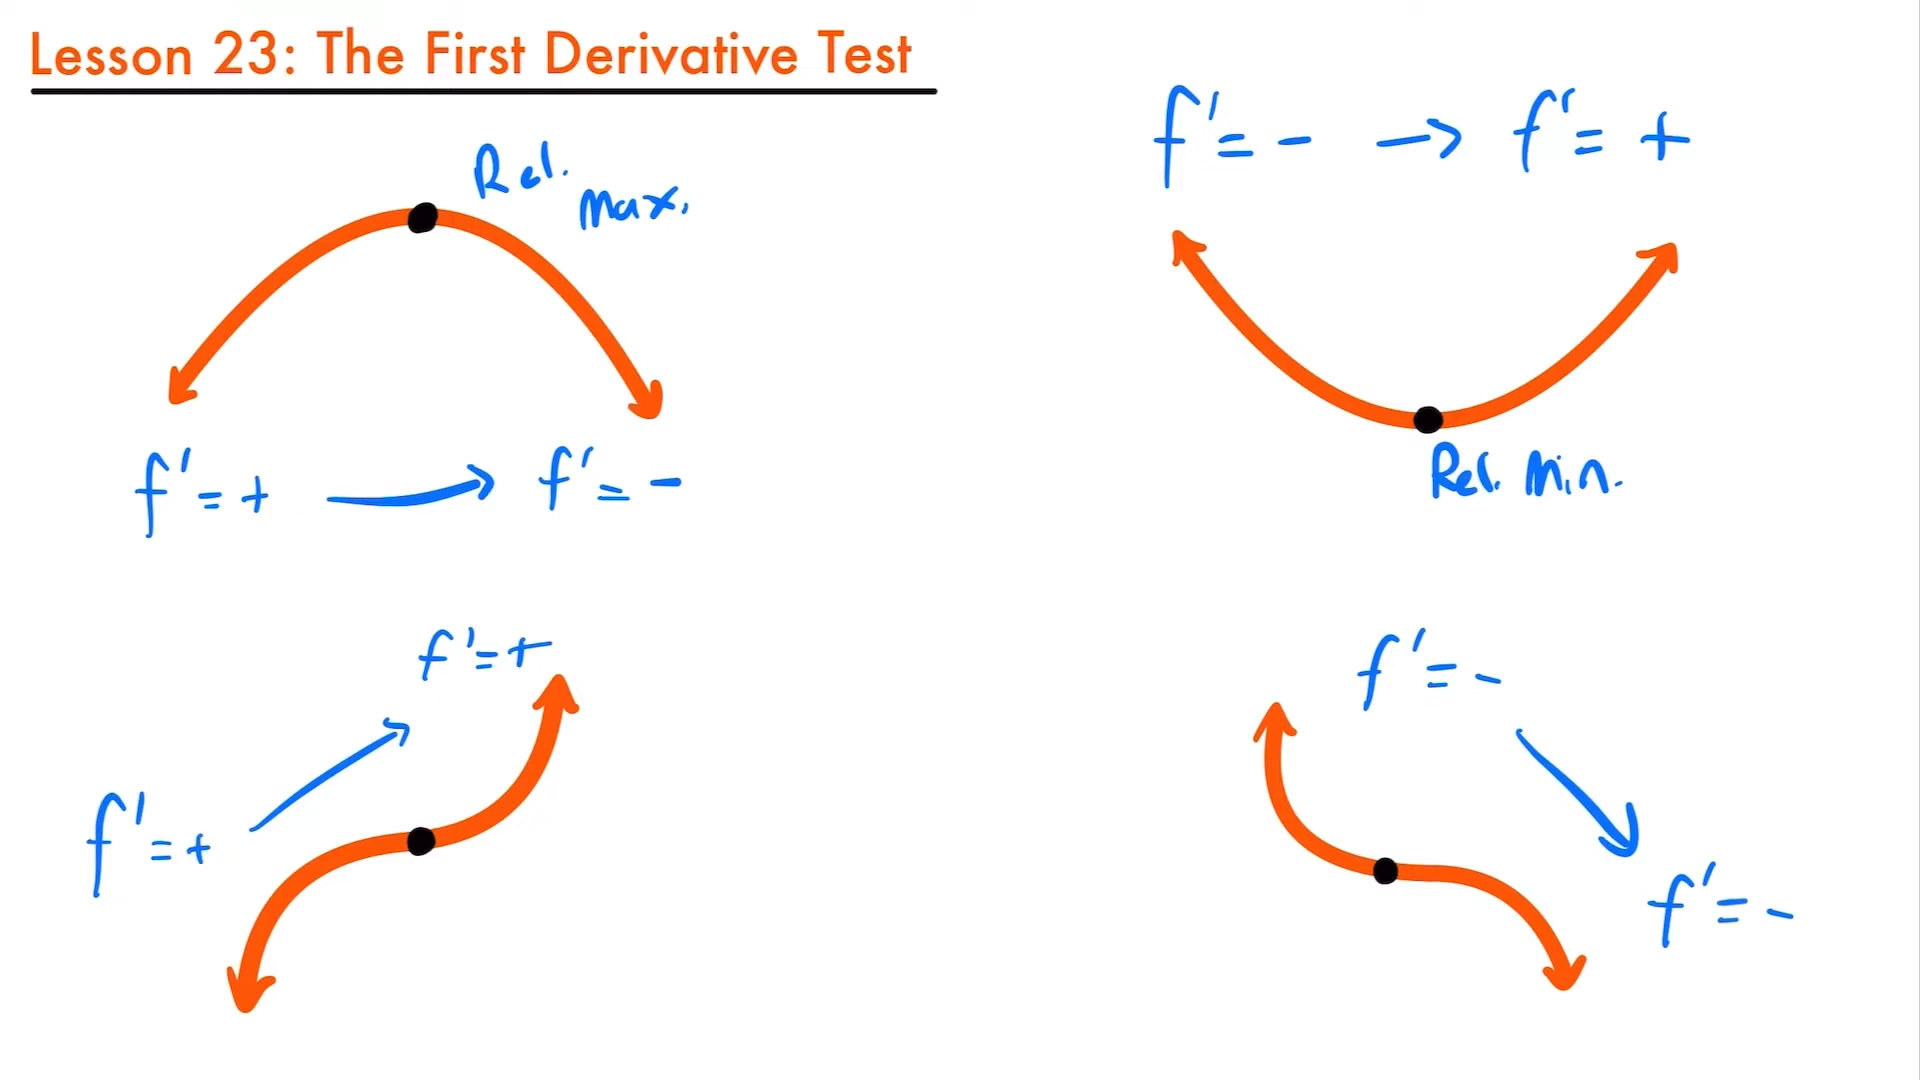 Lesson 23: The First Derivative Test
Rel.
Max.
f' = + → f' = -
f' = - → f' = +
Rel. Min.
f' = +
f' = +
f' = -
f' = -